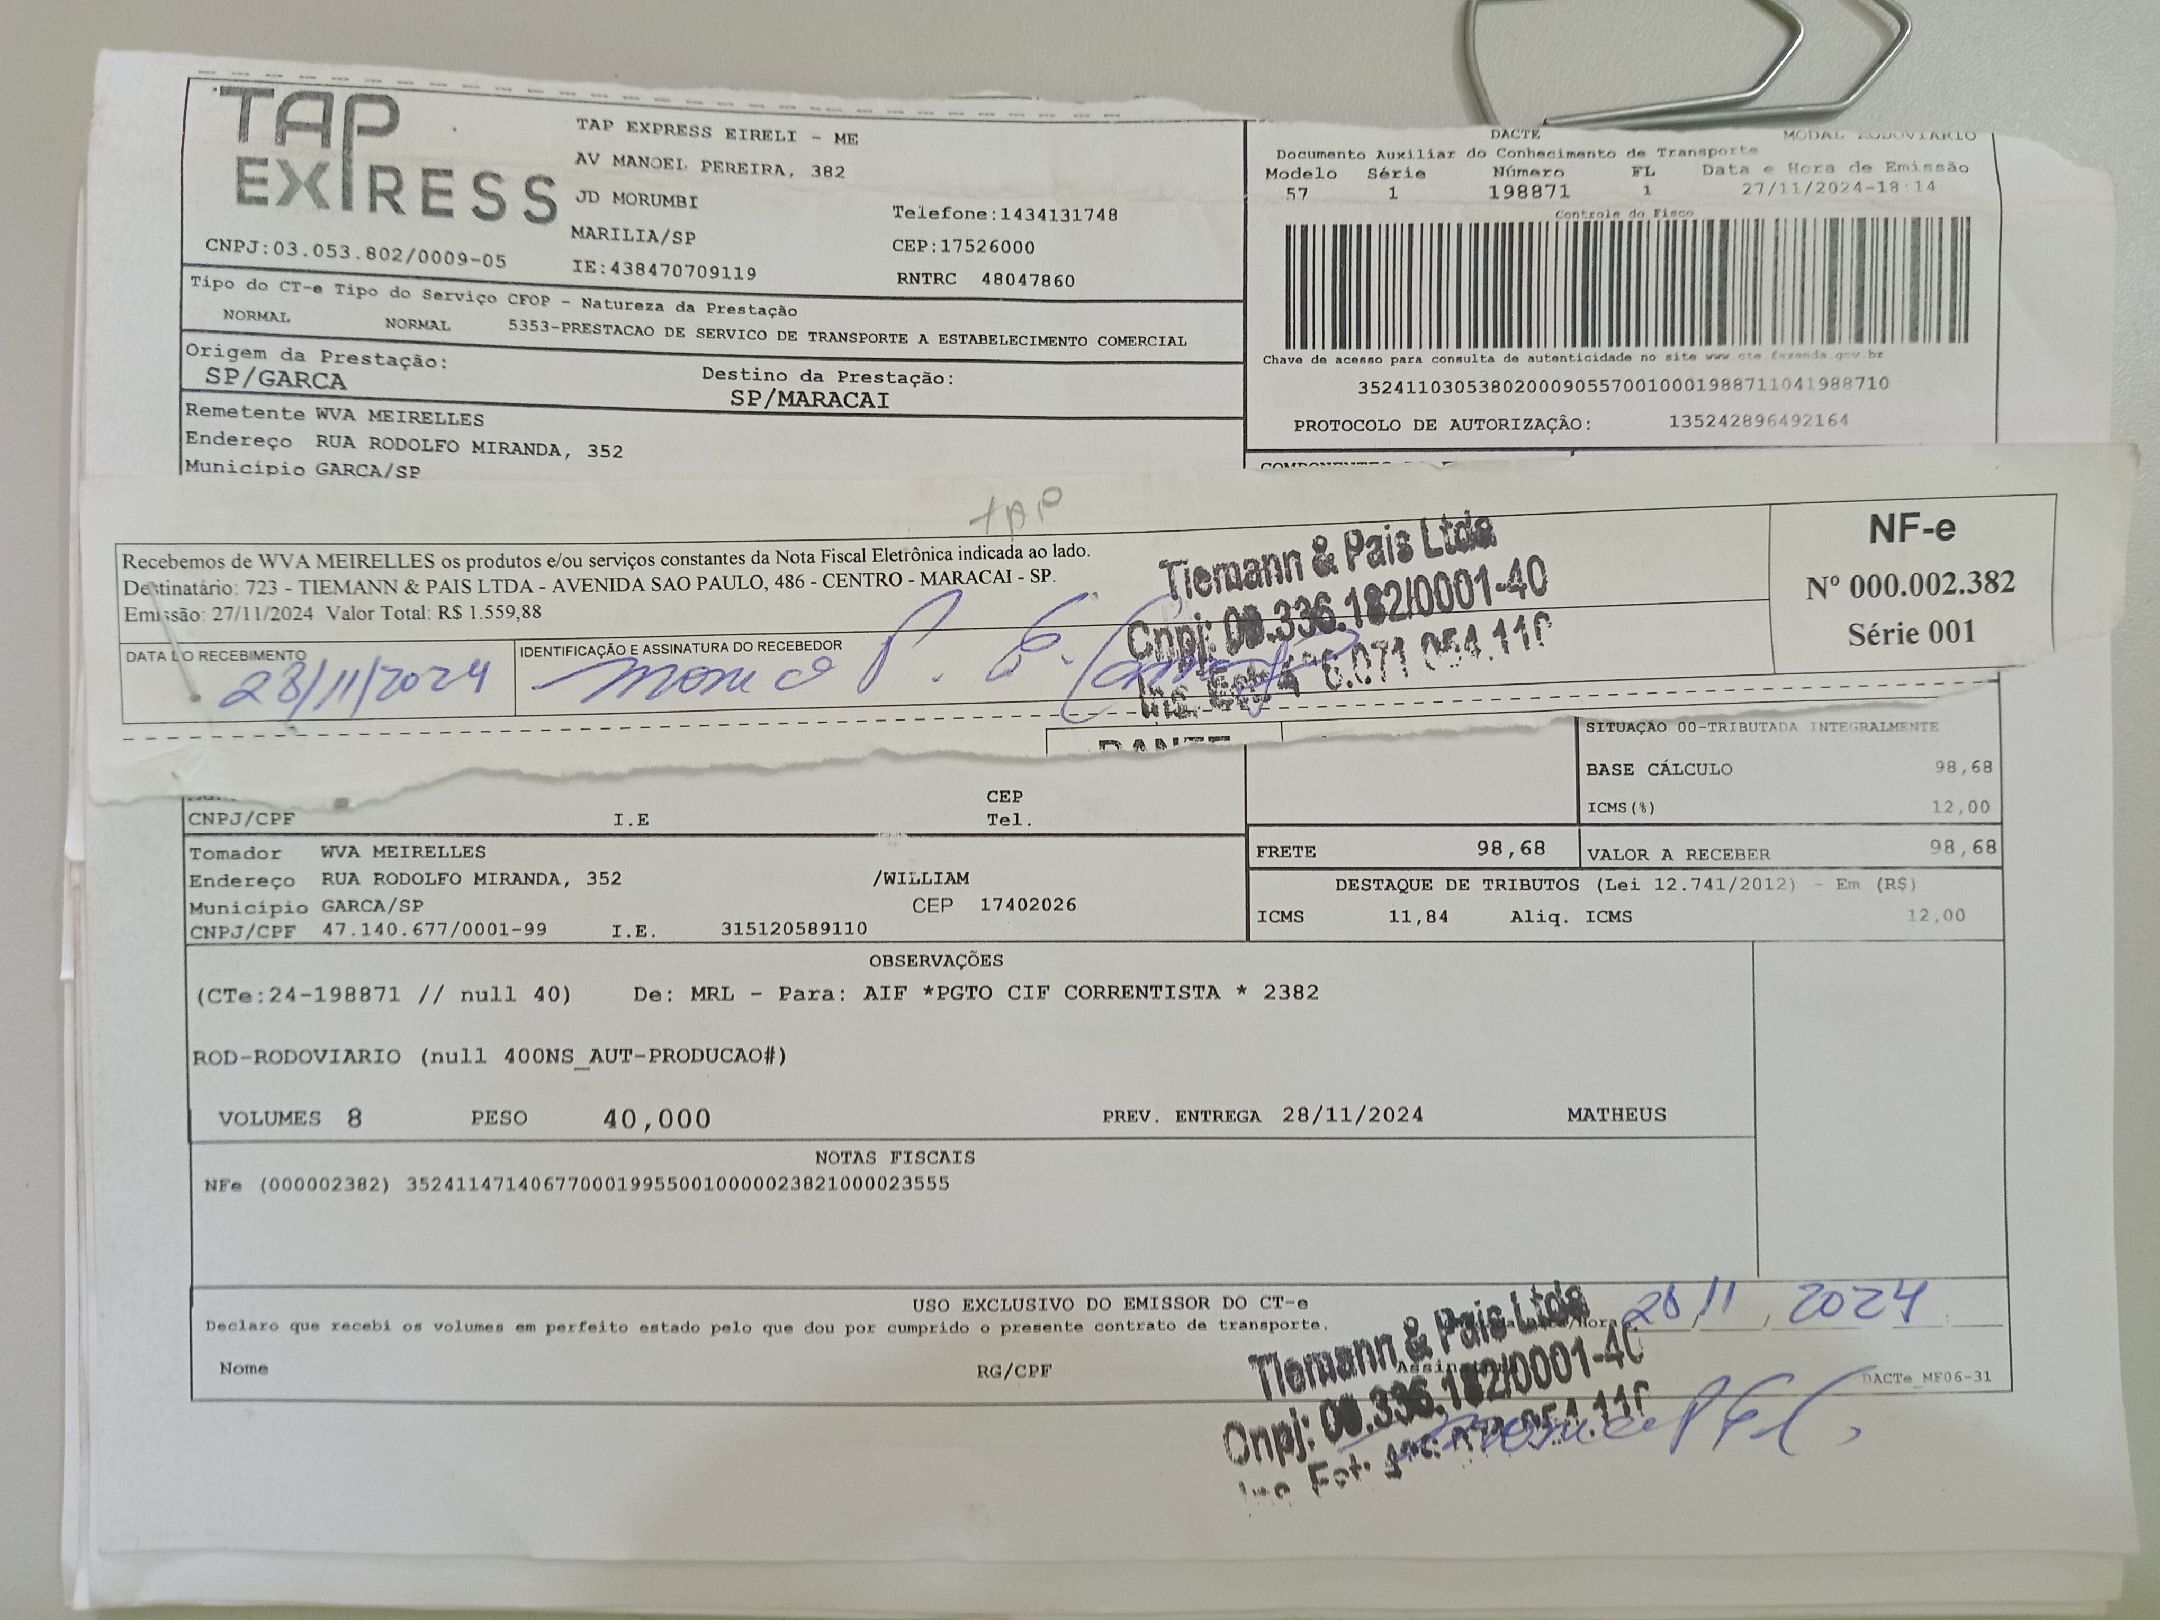 TAP EXPRESS
TAP EXPRESS EIRELI - ME
AV MANOEL PEREIRA, 382
JD MORUMBI
MARILIA/SP
IE:438470709119
Telefone:1434131748
CEP:17526000
RNTRC 48047860
CNPJ:03.053.802/0009-05
DACTE
MODAL RODOVIARIO
Documento Auxiliar do Conhecimento de Transporte
Modelo Série Número FL Data e Hora de Emissão
57 1 198871 1 27/11/2024-18:14
Controle do Fisco
Chave de acesso para consulta de autenticidade no site www.cte.fazenda.gov.br
35241103053802000905570010001988711041988710
PROTOCOLO DE AUTORIZAÇÃO: 135242896492164
Tipo do CT-e Tipo do Serviço CFOP - Natureza da Prestação
NORMAL NORMAL 5353-PRESTACAO DE SERVICO DE TRANSPORTE A ESTABELECIMENTO COMERCIAL
Origem da Prestação:
SP/GARCA
Destino da Prestação:
SP/MARACAI
Remetente WVA MEIRELLES
Endereço RUA RODOLFO MIRANDA, 352
Município GARCA/SP
Recebemos de WVA MEIRELLES os produtos e/ou serviços constantes da Nota Fiscal Eletrônica indicada ao lado.
Destinatário: 723 - TIEMANN & PAIS LTDA - AVENIDA SAO PAULO, 486 - CENTRO - MARACAI - SP.
Emissão: 27/11/2024 Valor Total: R$ 1.559,88
DATA DO RECEBIMENTO
28/11/2024
IDENTIFICAÇÃO E ASSINATURA DO RECEBEDOR
Tiemann & Pais Ltda
Cnpj: 09.336.182/0001-40
NF-e
Nº 000.002.382
Série 001
SITUAÇÃO 00-TRIBUTADA INTEGRALMENTE
BASE CÁLCULO 98,68
ICMS(%) 12,00
CEP
CNPJ/CPF I.E Tel.
Tomador WVA MEIRELLES
Endereço RUA RODOLFO MIRANDA, 352 /WILLIAM
Município GARCA/SP CEP 17402026
CNPJ/CPF 47.140.677/0001-99 I.E. 315120589110
FRETE 98,68 VALOR A RECEBER 98,68
DESTAQUE DE TRIBUTOS (Lei 12.741/2012) - Em (R$)
ICMS 11,84 Aliq. ICMS 12,00
OBSERVAÇÕES
(CTe:24-198871 // null 40) De: MRL - Para: AIF *PGTO CIF CORRENTISTA * 2382
ROD-RODOVIARIO (null 400NS_AUT-PRODUCAO#)
VOLUMES 8 PESO 40,000 PREV. ENTREGA 28/11/2024 MATHEUS
NOTAS FISCAIS
NFe (000002382) 35241147140677000199550010000023821000023555
USO EXCLUSIVO DO EMISSOR DO CT-e
Declaro que recebi os volumes em perfeito estado pelo que dou por cumprido o presente contrato de transporte.
28/11, 2024
Nome RG/CPF
DACTe_MF06-31
Tiemann & Pais Ltda
Cnpj: 09.336.182/0001-40